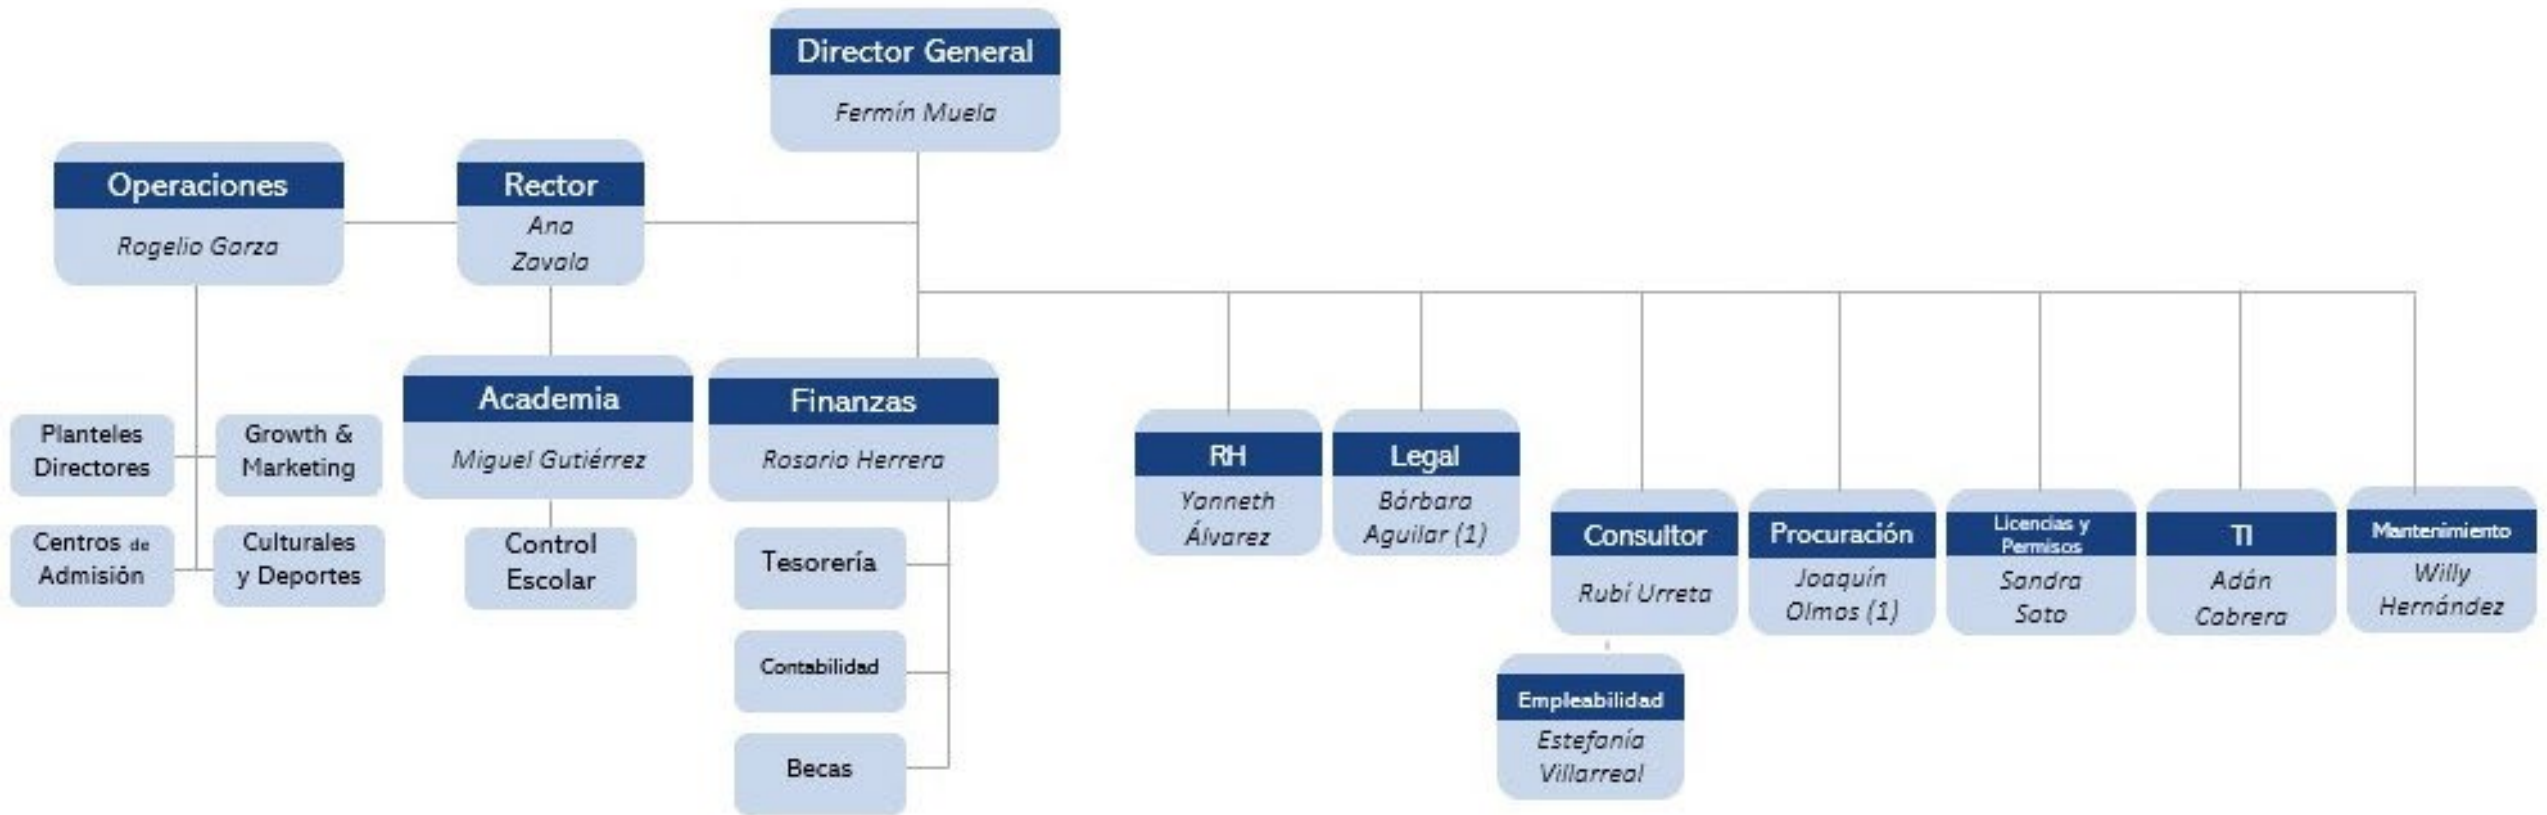 Director General
Fermín Muela
Operaciones
Rogelio Garza
Rector
Ana
Zavala
Academia
Miguel Gutiérrez
Finanzas
Rosario Herrera
Planteles
Directores
Growth &
Marketing
Centros de
Admisión
Culturales
y Deportes
Control
Escolar
Tesorería
Contabilidad
Becas
RH
Yanneth
Álvarez
Legal
Bárbara
Aguilar (1)
Consultor
Rubí Urreta
Procuración
Joaquín
Olmos (1)
Licencias y
Permisos
Sandra
Soto
TI
Adán
Cabrera
Mantenimiento
Willy
Hernández
Empleabilidad
Estefanía
Villarreal